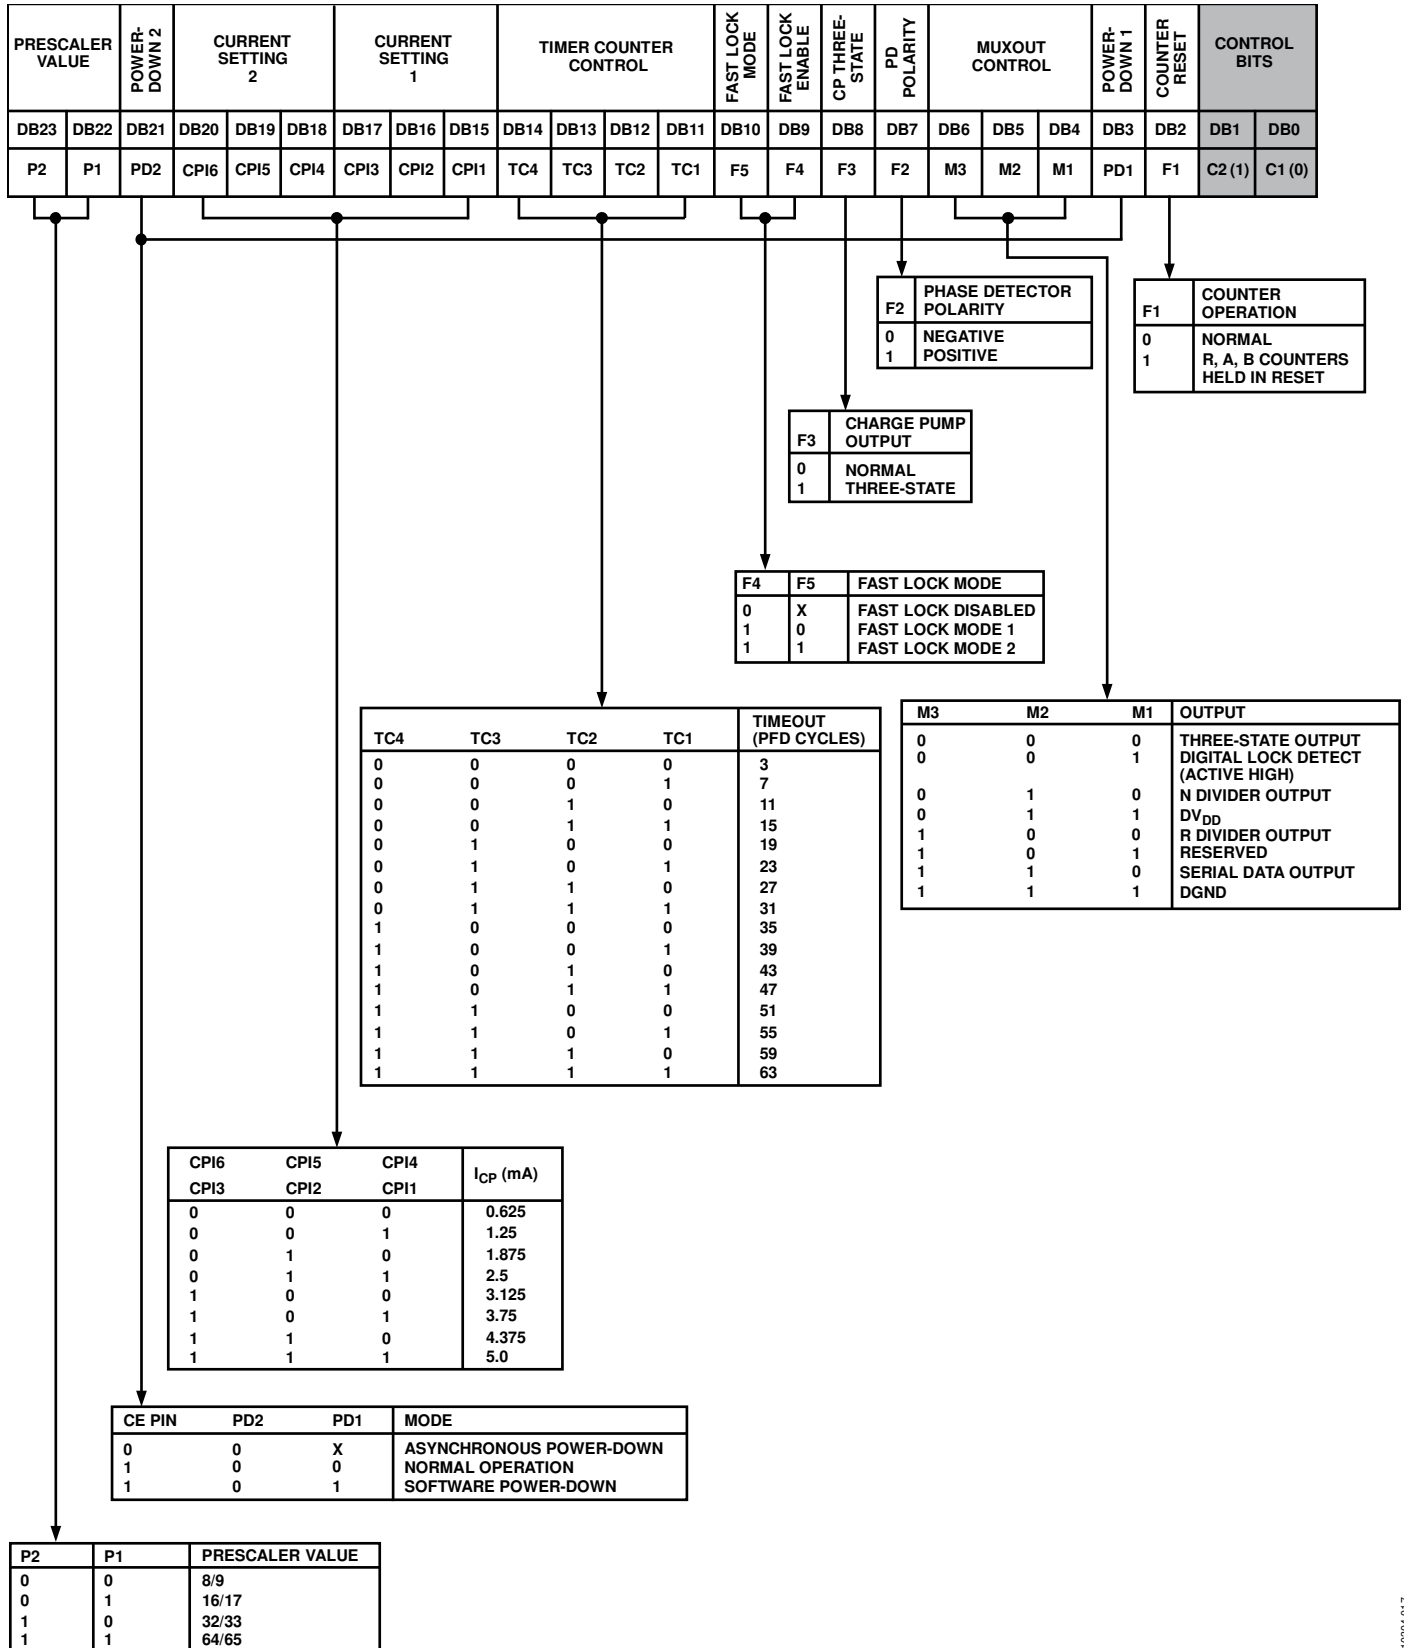 PRESCALER VALUE
POWER-DOWN 2
CURRENT SETTING 2
CURRENT SETTING 1
TIMER COUNTER CONTROL
FAST LOCK MODE
FAST LOCK ENABLE
CP THREE-STATE
PD POLARITY
MUXOUT CONTROL
POWER-DOWN 1
COUNTER RESET
CONTROL BITS
DB23 DB22 DB21 DB20 DB19 DB18 DB17 DB16 DB15 DB14 DB13 DB12 DB11 DB10 DB9 DB8 DB7 DB6 DB5 DB4 DB3 DB2 DB1 DB0
P2 P1 PD2 CPI6 CPI5 CPI4 CPI3 CPI2 CPI1 TC4 TC3 TC2 TC1 F5 F4 F3 F2 M3 M2 M1 PD1 F1 C2 (1) C1 (0)
F2 PHASE DETECTOR POLARITY
0 NEGATIVE
1 POSITIVE
F1 COUNTER OPERATION
0 NORMAL
1 R, A, B COUNTERS
HELD IN RESET
F3 CHARGE PUMP OUTPUT
0 NORMAL
1 THREE-STATE
F4 F5 FAST LOCK MODE
0 X FAST LOCK DISABLED
1 0 FAST LOCK MODE 1
1 1 FAST LOCK MODE 2
TC4 TC3 TC2 TC1 TIMEOUT (PFD CYCLES)
0 0 0 0 3
0 0 0 1 7
0 0 1 0 11
0 0 1 1 15
0 1 0 0 19
0 1 0 1 23
0 1 1 0 27
0 1 1 1 31
1 0 0 0 35
1 0 0 1 39
1 0 1 0 43
1 0 1 1 47
1 1 0 0 51
1 1 0 1 55
1 1 1 0 59
1 1 1 1 63
M3 M2 M1 OUTPUT
0 0 0 THREE-STATE OUTPUT
0 0 1 DIGITAL LOCK DETECT
(ACTIVE HIGH)
0 1 0 N DIVIDER OUTPUT
0 1 1 DVDD
1 0 0 R DIVIDER OUTPUT
1 0 1 RESERVED
1 1 0 SERIAL DATA OUTPUT
1 1 1 DGND
CPI6 CPI5 CPI4 ICP (mA)
CPI3 CPI2 CPI1
0 0 0 0.625
0 0 1 1.25
0 1 0 1.875
0 1 1 2.5
1 0 0 3.125
1 0 1 3.75
1 1 0 4.375
1 1 1 5.0
CE PIN PD2 PD1 MODE
0 0 X ASYNCHRONOUS POWER-DOWN
1 0 0 NORMAL OPERATION
1 0 1 SOFTWARE POWER-DOWN
P2 P1 PRESCALER VALUE
0 0 8/9
0 1 16/17
1 0 32/33
1 1 64/65